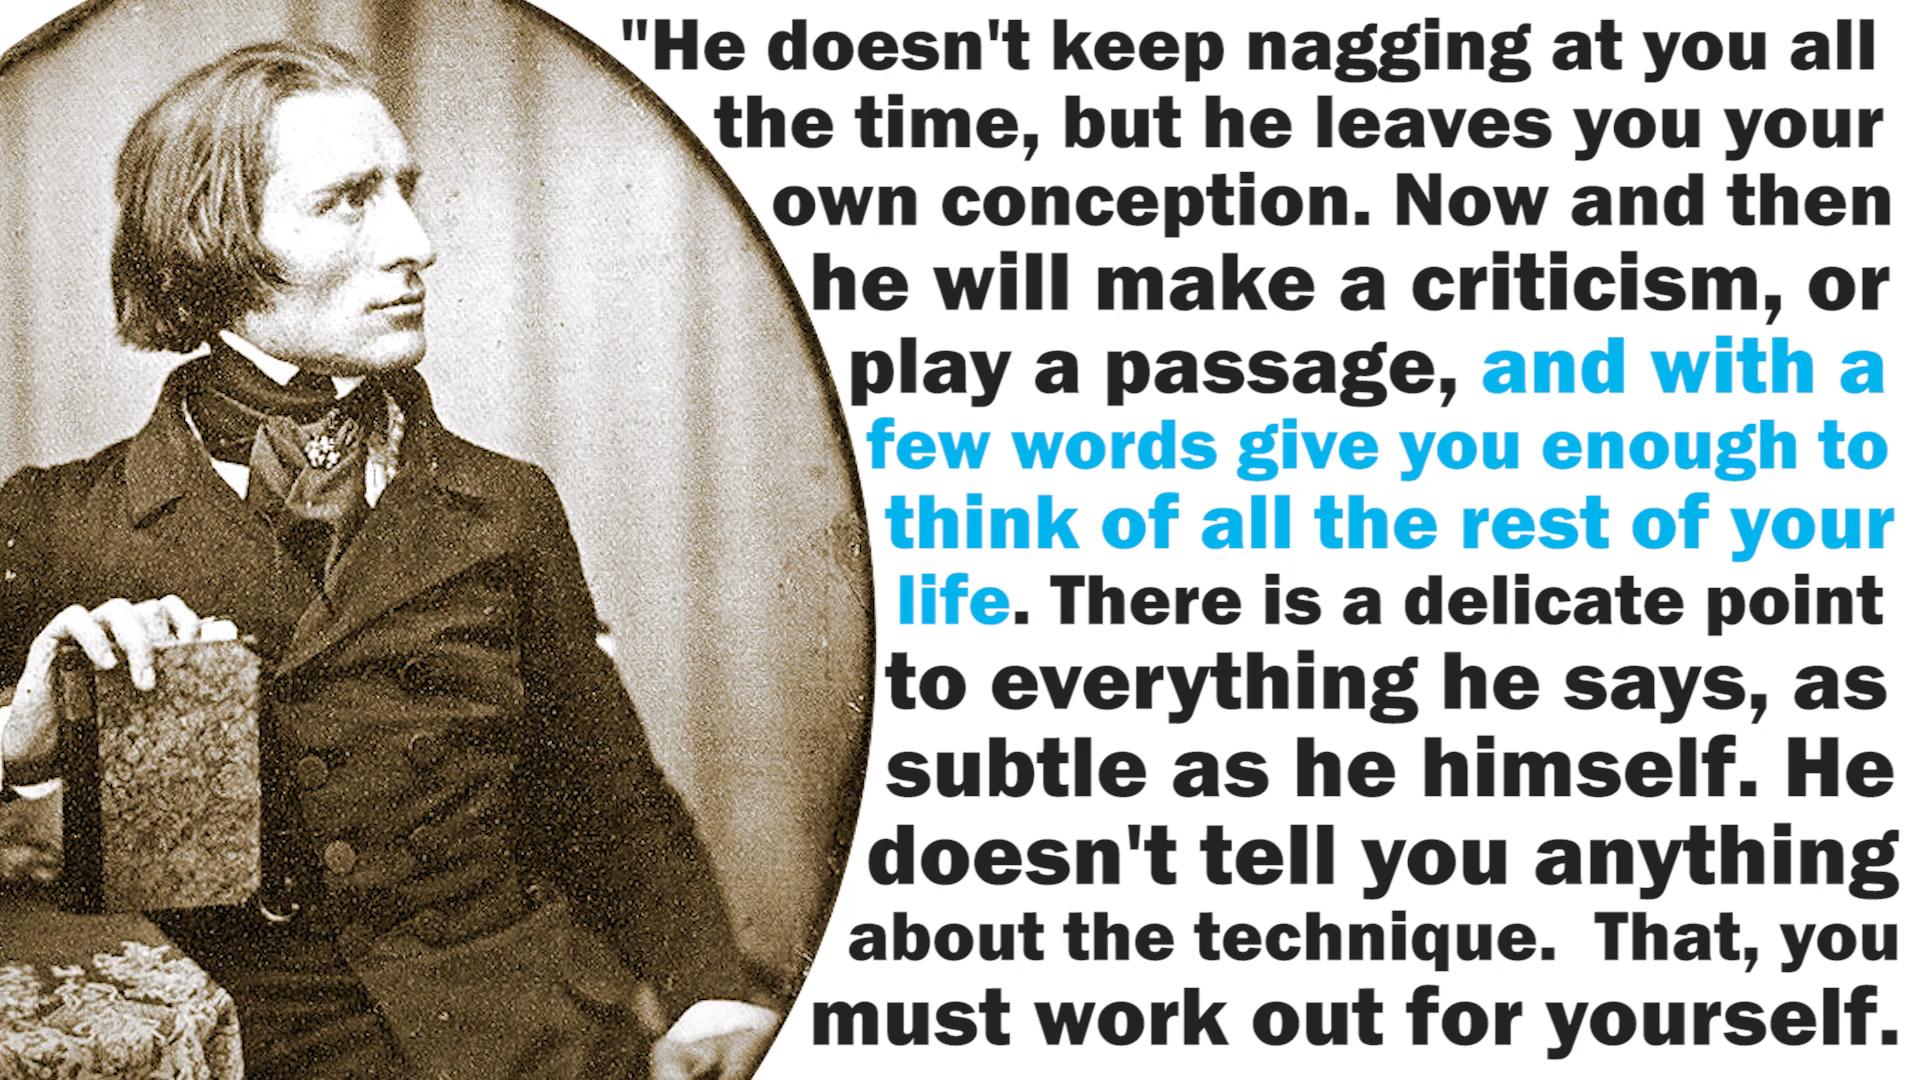 "He doesn't keep nagging at you all
the time, but he leaves you your
own conception. Now and then
he will make a criticism, or
play a passage, and with a
few words give you enough to
think of all the rest of your
life. There is a delicate point
to everything he says, as
subtle as he himself. He
doesn't tell you anything
about the technique.  That, you
must work out for yourself.